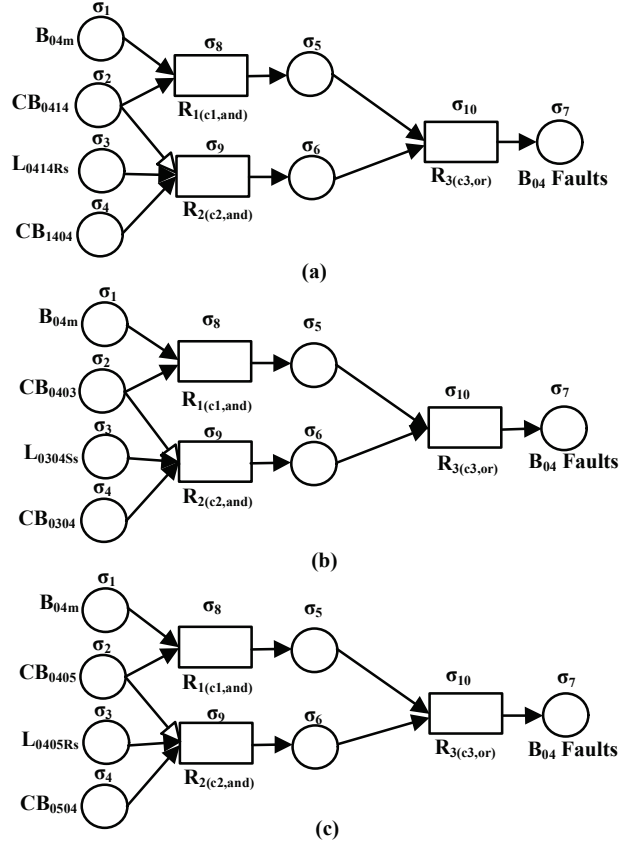 σ1
B04m
σ8
σ5
σ2
R1(c1,and)
CB0414
σ10
σ7
σ3
σ9
σ6
L0414Rs
R3(c3,or)
B04 Faults
σ4
R2(c2,and)
CB1404
(a)
σ1
B04m
σ8
σ5
σ2
CB0403
R1(c1,and)
σ10
σ7
σ3
σ9
σ6
L0304Ss
R3(c3,or)
B04 Faults
σ4
R2(c2,and)
CB0304
(b)
σ1
B04m
σ8
σ5
σ2
CB0405
R1(c1,and)
σ10
σ7
σ3
σ9
σ6
L0405Rs
R3(c3,or)
B04 Faults
σ4
R2(c2,and)
CB0504
(c)